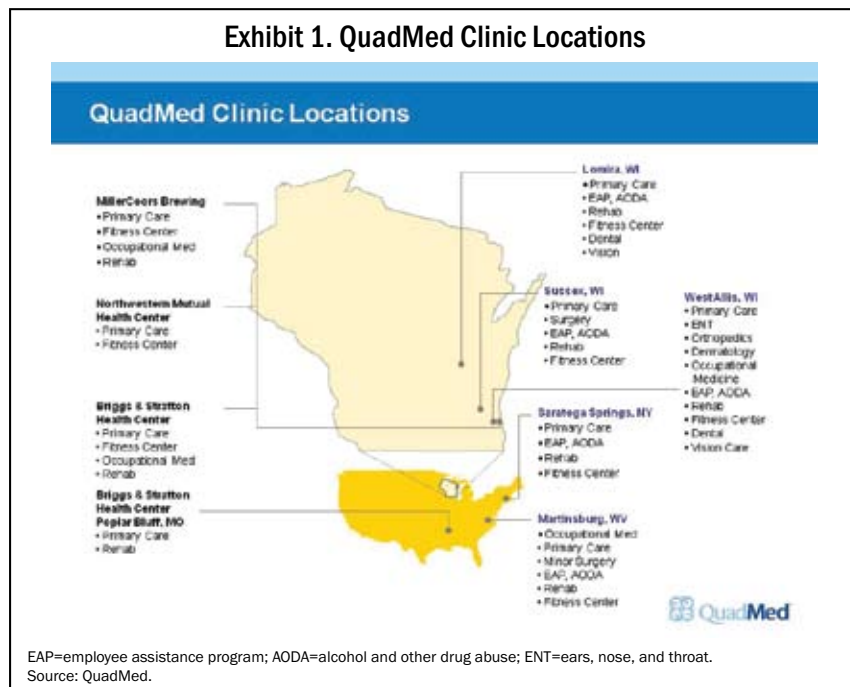 Exhibit 1. QuadMed Clinic Locations
QuadMed Clinic Locations
MillerCoors Brewing
• Primary Care
• Fitness Center
• Occupational Med
• Rehab
Northwestern Mutual
Health Center
• Primary Care
• Fitness Center
Briggs & Stratton
Health Center
• Primary Care
• Fitness Center
• Occupational Med
• Rehab
Briggs & Stratton
Health Center
Poplar Bluff, MO
• Primary Care
• Rehab
Lomira, WI
• Primary Care
• EAP, AODA
• Rehab
• Fitness Center
• Dental
• Vision
Sussex, WI
• Primary Care
• Surgery
• EAP, AODA
• Rehab
• Fitness Center
West Allis, WI
• Primary Care
• ENT
• Orthopedics
• Dermatology
• Occupational
Medicine
• EAP, AODA
• Rehab
• Fitness Center
• Dental
• Vision Care
Saratoga Springs, NY
• Primary Care
• EAP, AODA
• Rehab
• Fitness Center
Martinsburg, WV
• Occupational Med
• Primary Care
• Minor Surgery
• EAP, AODA
• Rehab
• Fitness Center
QuadMed
EAP=employee assistance program; AODA=alcohol and other drug abuse; ENT=ears, nose, and throat.
Source: QuadMed.